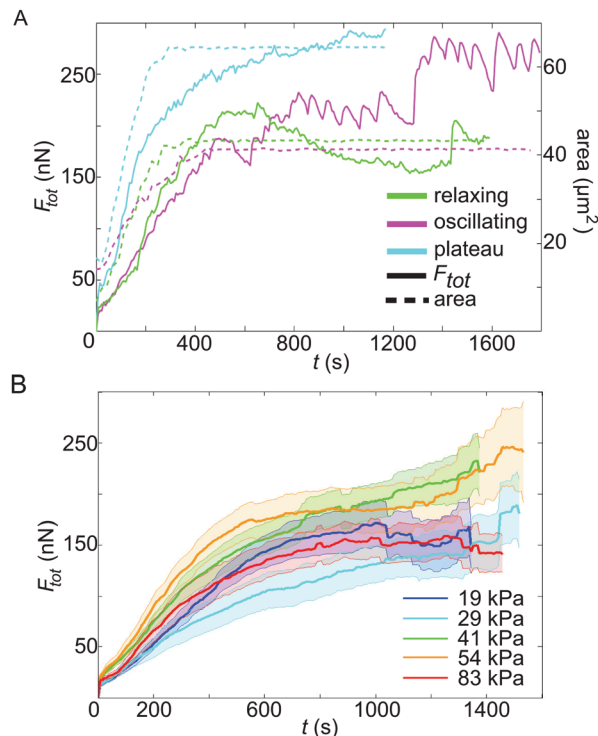 A
F_tot (nN)
250
150
50
0
60
40
20
area (μm²)
relaxing
oscillating
plateau
F_tot
area
0 400 800 1200 1600
t (s)
B
F_tot (nN)
250
150
50
19 kPa
29 kPa
41 kPa
54 kPa
83 kPa
0 200 600 1000 1400
t (s)